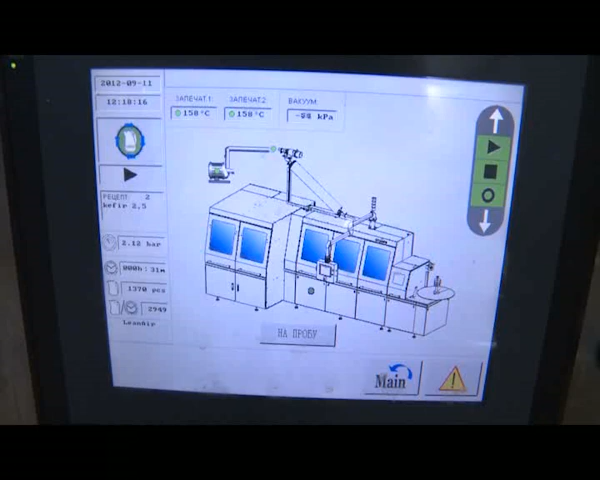 2012-09-11
12:18:16
ЗАПЕЧАТ.1: ЗАПЕЧАТ.2: ВАКУУМ:
158°C 158°C kPa
РЕЦЕПТ: 2
kefir 2,5
2.12 bar
000h: 31m
1370 pcs
2949
LeanAir
НА ПРОБУ
Main